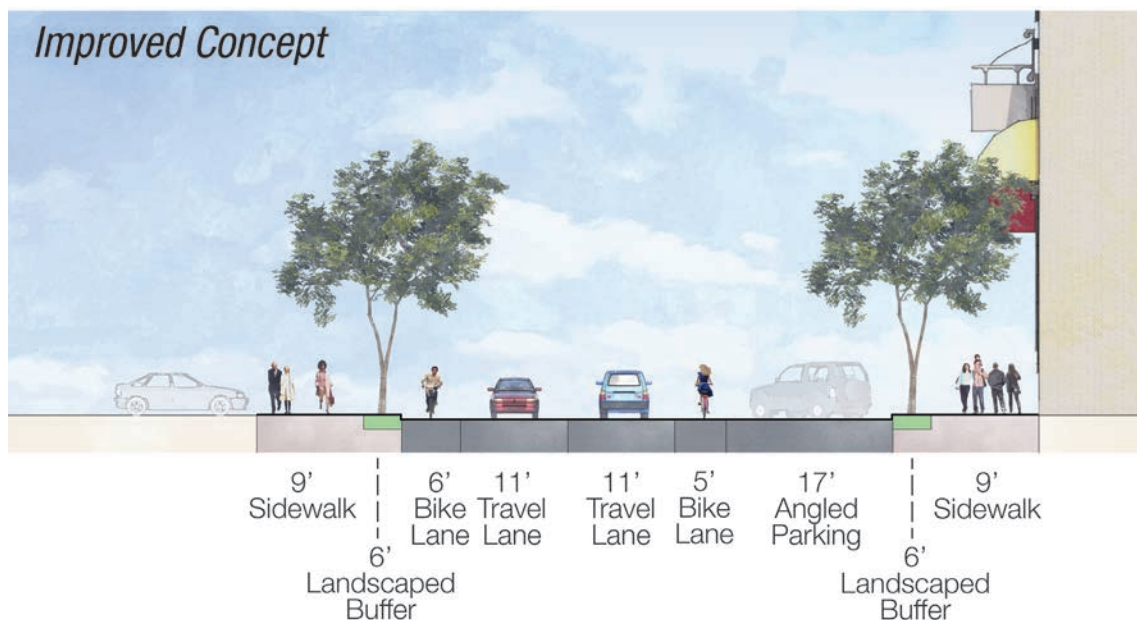 Improved Concept
9’
Sidewalk
6’
Landscaped
Buffer
6’
Bike
Lane
11’
Travel
Lane
11’
Travel
Lane
5’
Bike
Lane
17’
Angled
Parking
6’
Landscaped
Buffer
9’
Sidewalk